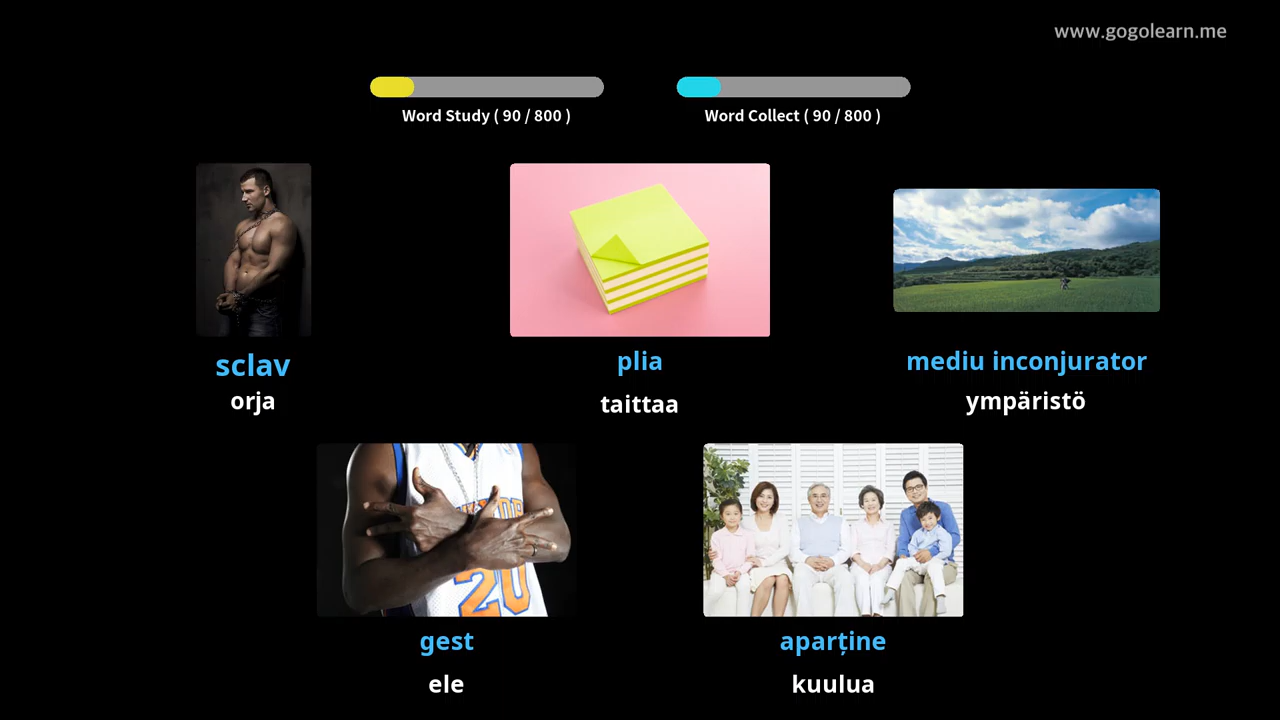 www.gogolearn.me
Word Study ( 90 / 800 )
Word Collect ( 90 / 800 )
sclav
orja
plia
taittaa
mediu inconjurator
ympäristö
20
gest
ele
aparține
kuulua